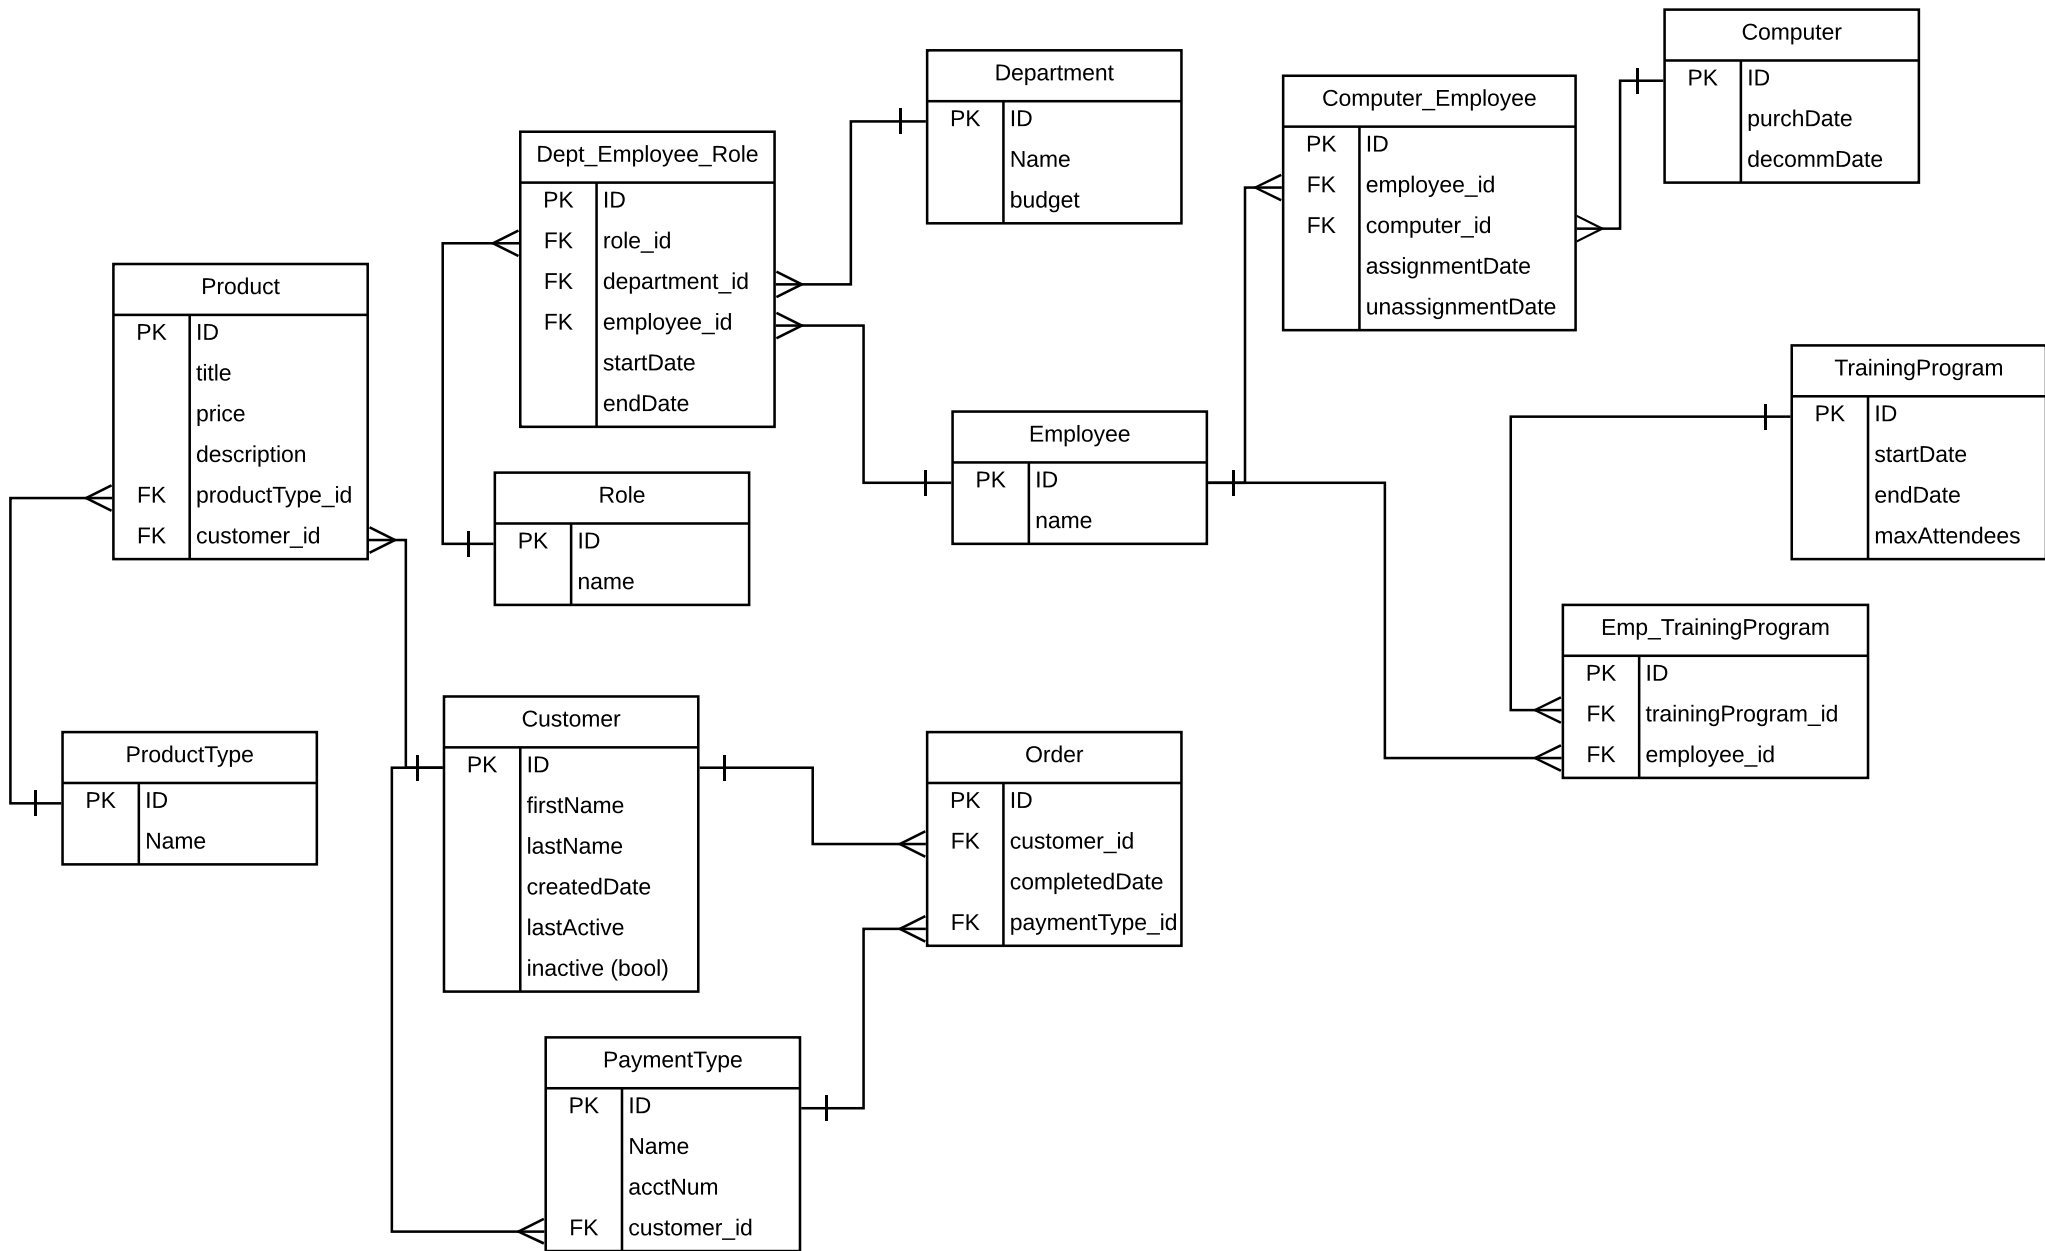 Computer
PK ID
purchDate
decommDate
Department
PK ID
Name
budget
Computer_Employee
PK ID
FK employee_id
FK computer_id
assignmentDate
unassignmentDate
Dept_Employee_Role
PK ID
FK role_id
FK department_id
FK employee_id
startDate
endDate
Product
PK ID
title
price
description
FK productType_id
FK customer_id
TrainingProgram
PK ID
startDate
endDate
maxAttendees
Employee
PK ID
name
Role
PK ID
name
Emp_TrainingProgram
PK ID
FK trainingProgram_id
FK employee_id
Customer
PK ID
firstName
lastName
createdDate
lastActive
inactive (bool)
ProductType
PK ID
Name
Order
PK ID
FK customer_id
completedDate
FK paymentType_id
PaymentType
PK ID
Name
acctNum
FK customer_id